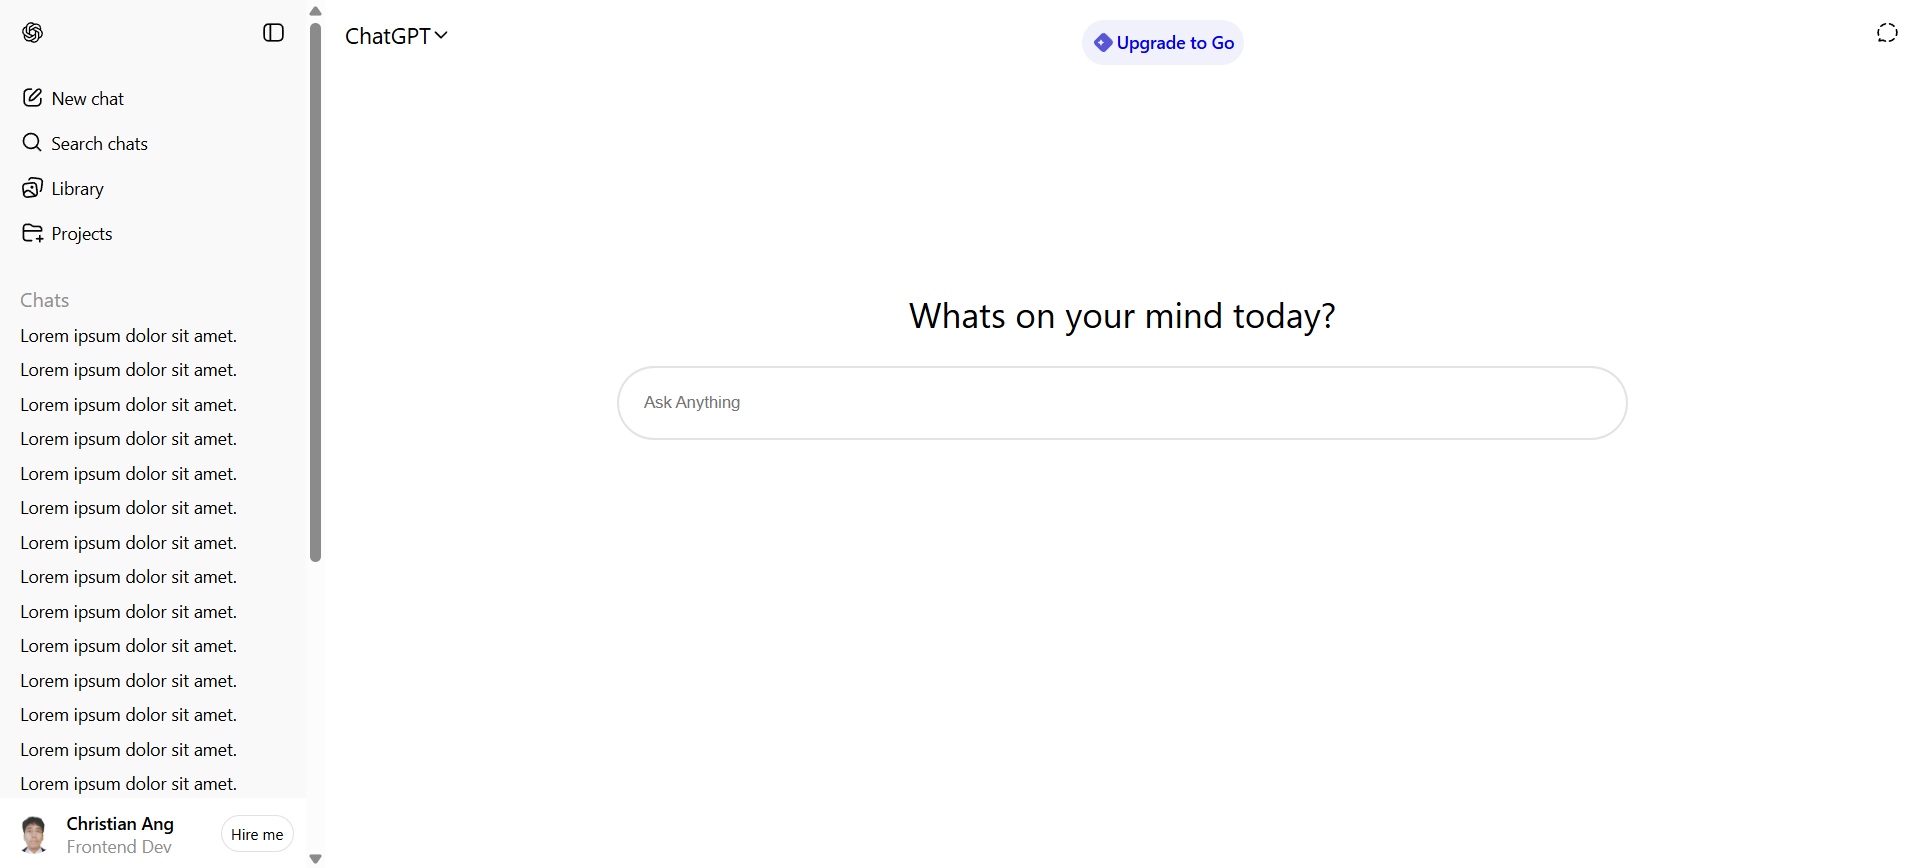 ChatGPT
Upgrade to Go
New chat
Search chats
Library
Projects
Chats
Lorem ipsum dolor sit amet.
Lorem ipsum dolor sit amet.
Lorem ipsum dolor sit amet.
Lorem ipsum dolor sit amet.
Lorem ipsum dolor sit amet.
Lorem ipsum dolor sit amet.
Lorem ipsum dolor sit amet.
Lorem ipsum dolor sit amet.
Lorem ipsum dolor sit amet.
Lorem ipsum dolor sit amet.
Lorem ipsum dolor sit amet.
Lorem ipsum dolor sit amet.
Lorem ipsum dolor sit amet.
Lorem ipsum dolor sit amet.
Christian Ang
Frontend Dev
Hire me
Whats on your mind today?
Ask Anything